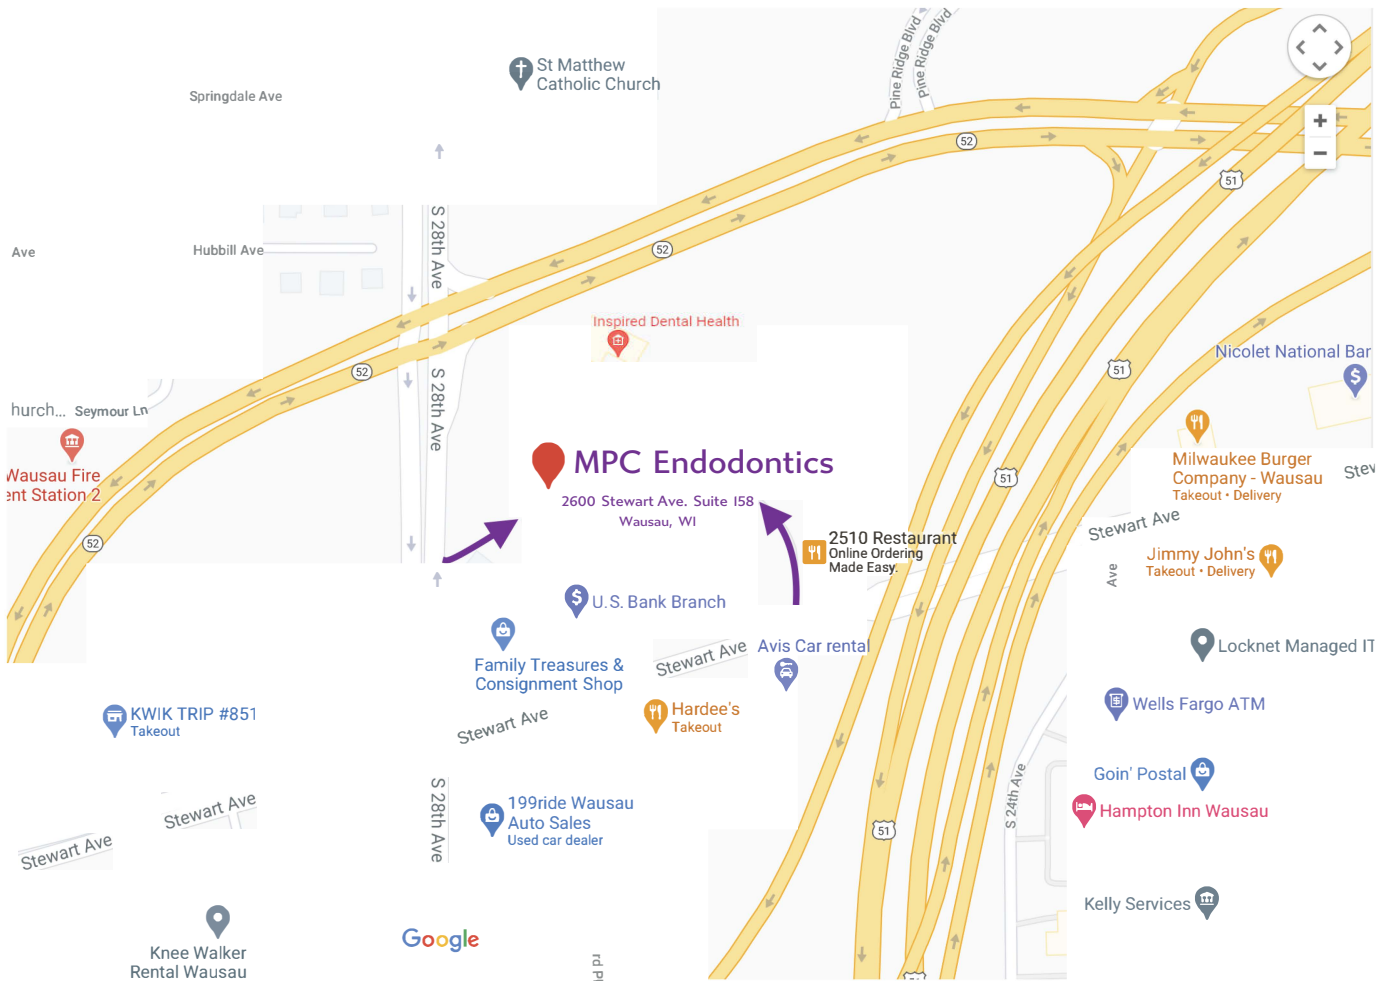 Pine Ridge Blvd
Pine Ridge Blvd
St Matthew
Catholic Church
Springdale Ave
52
51
S 28th Ave
Ave
Hubbill Ave
52
Inspired Dental Health
Nicolet National Ban
52
51
S 28th Ave
hurch...
Seymour Ln
Wausau Fire
ent Station 2
MPC Endodontics
2600 Stewart Ave. Suite 158
Wausau, WI
51
Milwaukee Burger
Company - Wausau
Takeout • Delivery
Stew
Stewart Ave
52
2510 Restaurant
Online Ordering
Made Easy.
Jimmy John's
Takeout • Delivery
Ave
U.S. Bank Branch
Stewart Ave
Avis Car rental
Locknet Managed IT
Family Treasures &
Consignment Shop
KWIK TRIP #851
Takeout
Hardee's
Takeout
Wells Fargo ATM
Stewart Ave
Goin' Postal
S 24th Ave
Hampton Inn Wausau
Stewart Ave
Stewart Ave
S 28th Ave
199ride Wausau
Auto Sales
Used car dealer
51
Kelly Services
Knee Walker
Rental Wausau
Google
rd Pl
51